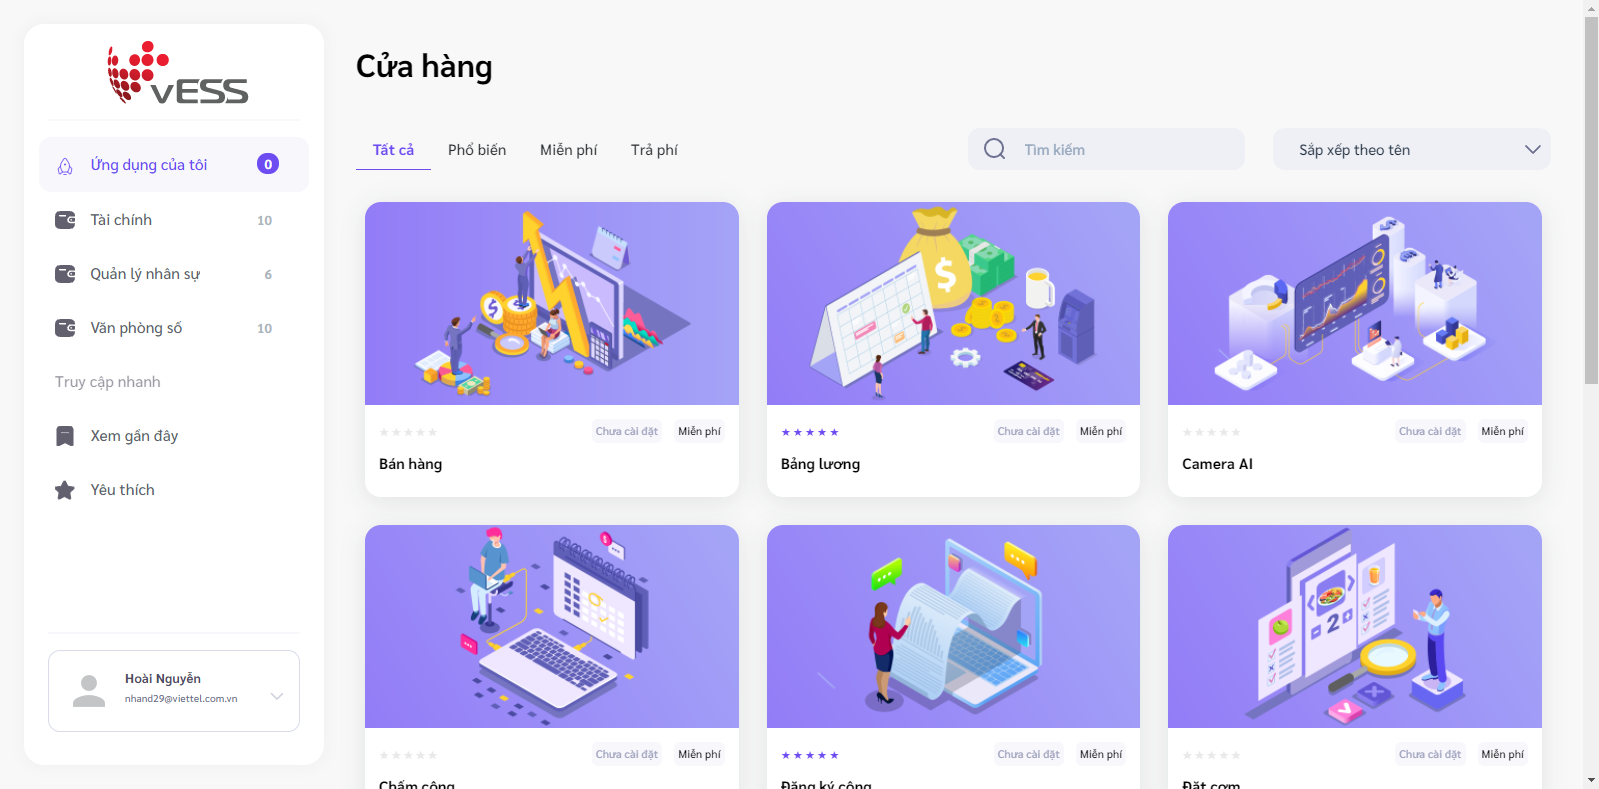 vESS
Ứng dụng của tôi 0
Tài chính 10
Quản lý nhân sự 6
Văn phòng số 10
Truy cập nhanh
Xem gần đây
Yêu thích
Hoài Nguyễn
nhand29@viettel.com.vn
Cửa hàng
Tất cả Phổ biến Miễn phí Trả phí
Tìm kiếm
Sắp xếp theo tên
Chưa cài đặt Miễn phí
Bán hàng
Chưa cài đặt Miễn phí
Bảng lương
Chưa cài đặt Miễn phí
Camera AI
Chưa cài đặt Miễn phí
Chấm công
Chưa cài đặt Miễn phí
Đăng ký công
2
Chưa cài đặt Miễn phí
Đặt cơm